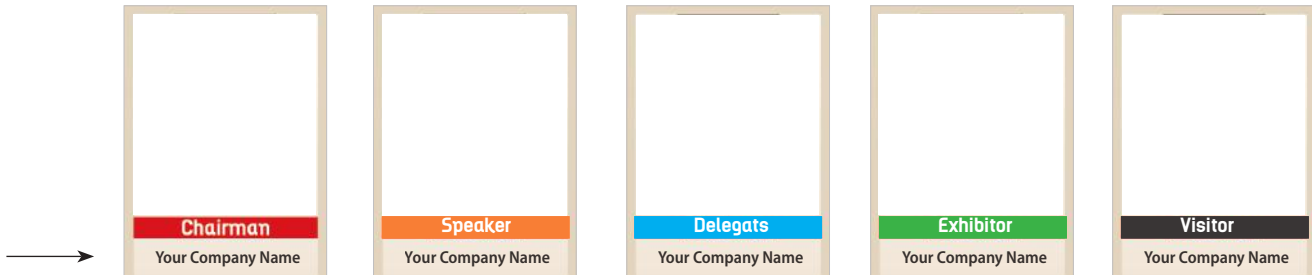 Chairman
Your Company Name
Speaker
Your Company Name
Delegats
Your Company Name
Exhibitor
Your Company Name
Visitor
Your Company Name